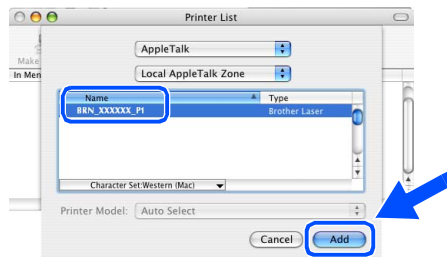 Printer List
AppleTalk
Make
Local AppleTalk Zone
In Men
Name Type
BRN_XXXXXX_P1 Brother Laser
Character Set:Western (Mac)
Printer Model: Auto Select
Cancel Add